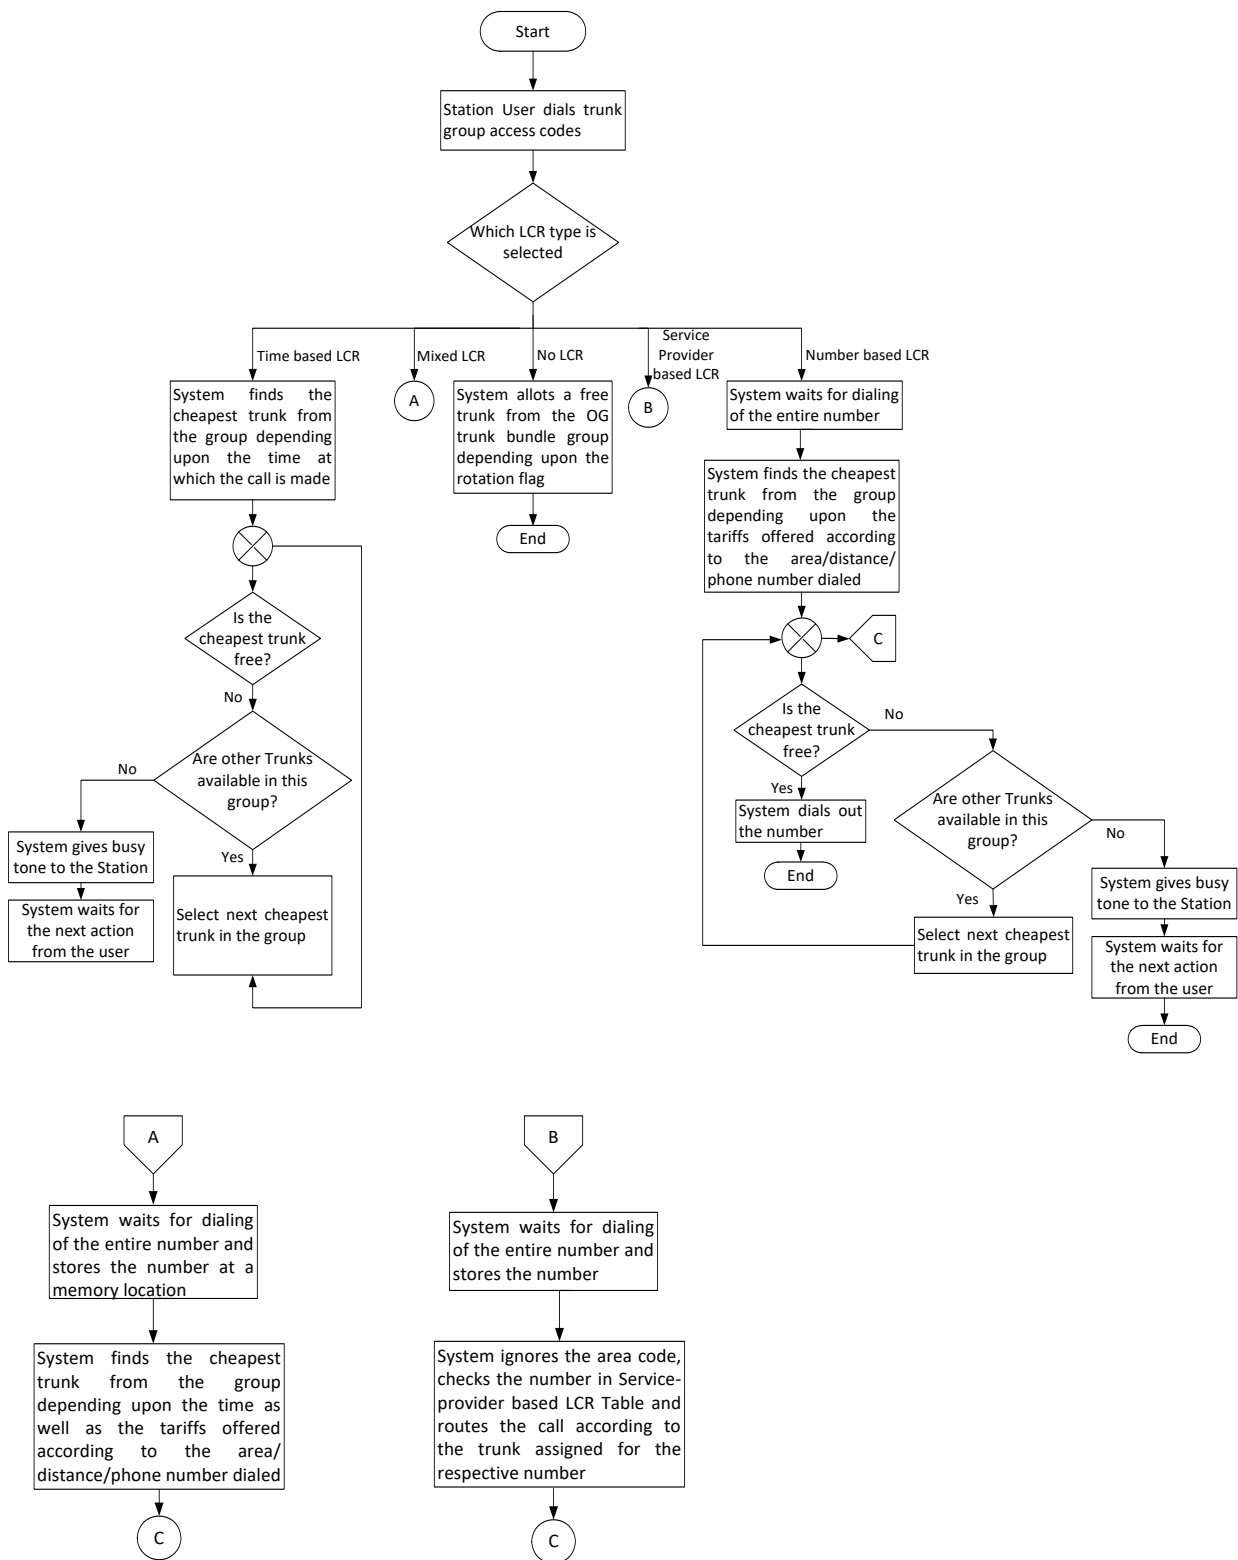 Start
Station User dials trunk
group access codes
Which LCR type is
selected
Time based LCR
Mixed LCR
No LCR
Service
Provider
based LCR
Number based LCR
System finds the
cheapest trunk from
the group depending
upon the time at
which the call is made
A
System allots a free
trunk from the OG
trunk bundle group
depending upon the
rotation flag
End
B
System waits for dialing
of the entire number
System finds the cheapest
trunk from the group
depending upon the
tariffs offered according
to the area/distance/
phone number dialed
C
Is the
cheapest trunk
free?
No
Are other Trunks
available in this
group?
No
System gives busy
tone to the Station
System waits for
the next action
from the user
Yes
Select next cheapest
trunk in the group
Is the
cheapest trunk
free?
No
Yes
System dials out
the number
End
Are other Trunks
available in this
group?
No
Yes
Select next cheapest
trunk in the group
System gives busy
tone to the Station
System waits for
the next action
from the user
End
A
System waits for dialing
of the entire number and
stores the number at a
memory location
System finds the cheapest
trunk from the group
depending upon the time as
well as the tariffs offered
according to the area/
distance/phone number dialed
C
B
System waits for dialing
of the entire number and
stores the number
System ignores the area code,
checks the number in Service-
provider based LCR Table and
routes the call according to
the trunk assigned for the
respective number
C